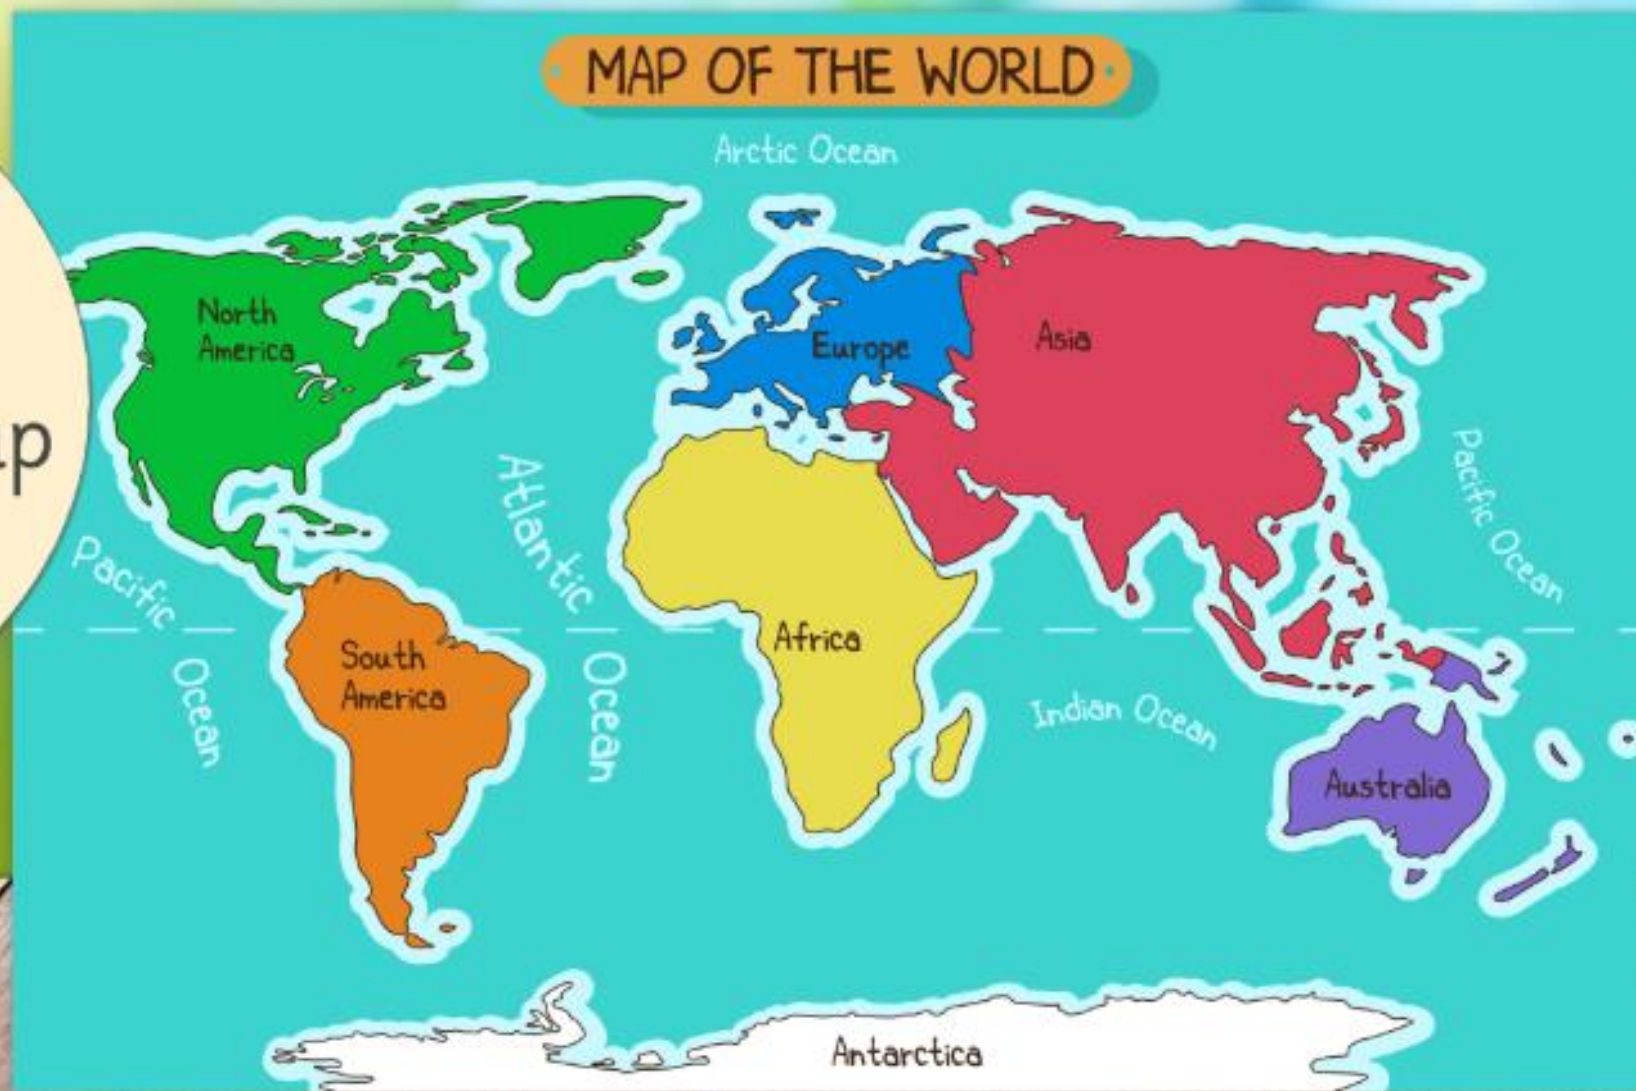 MAP OF THE WORLD
Arctic Ocean
North
America
Europe
Asia
Atlantic
Ocean
Pacific
Ocean
Pacific Ocean
South
America
Africa
Indian Ocean
Australia
Antarctica